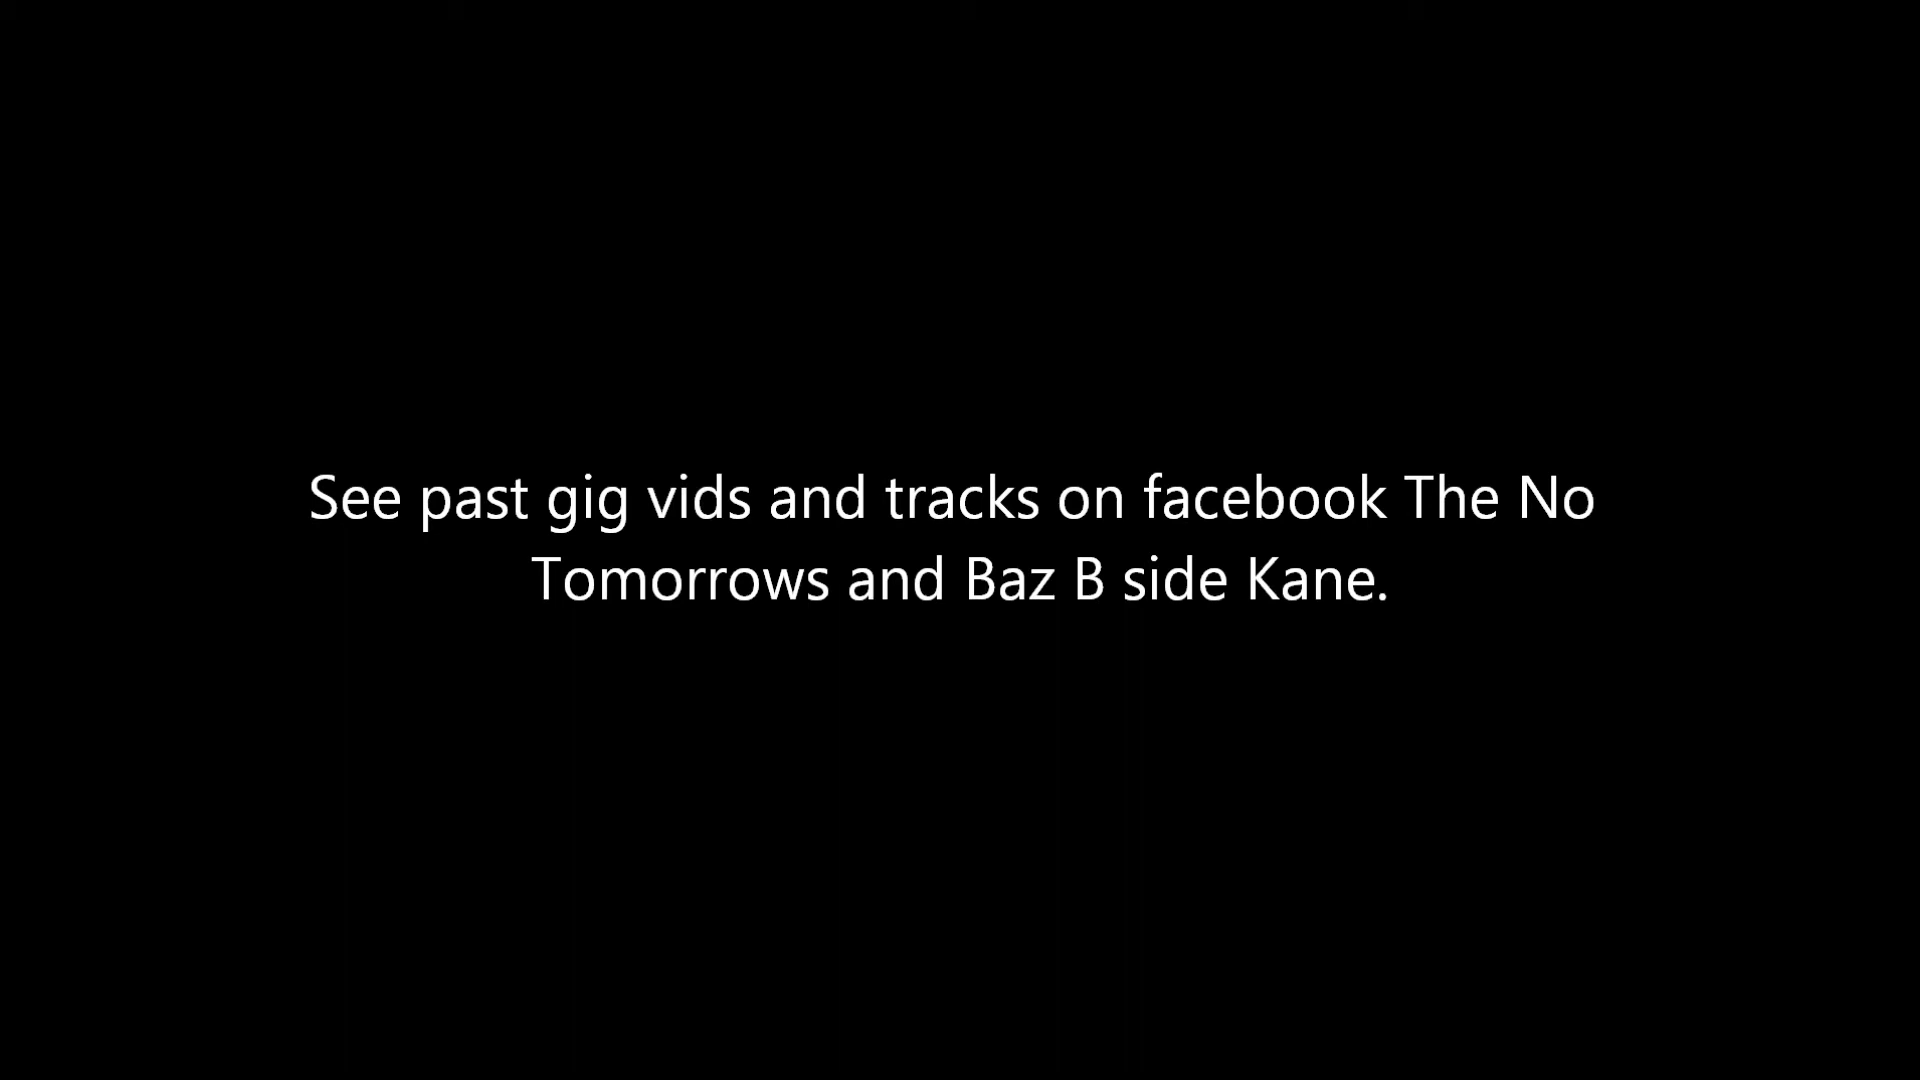 See past gig vids and tracks on facebook The No
Tomorrows and Baz B side Kane.